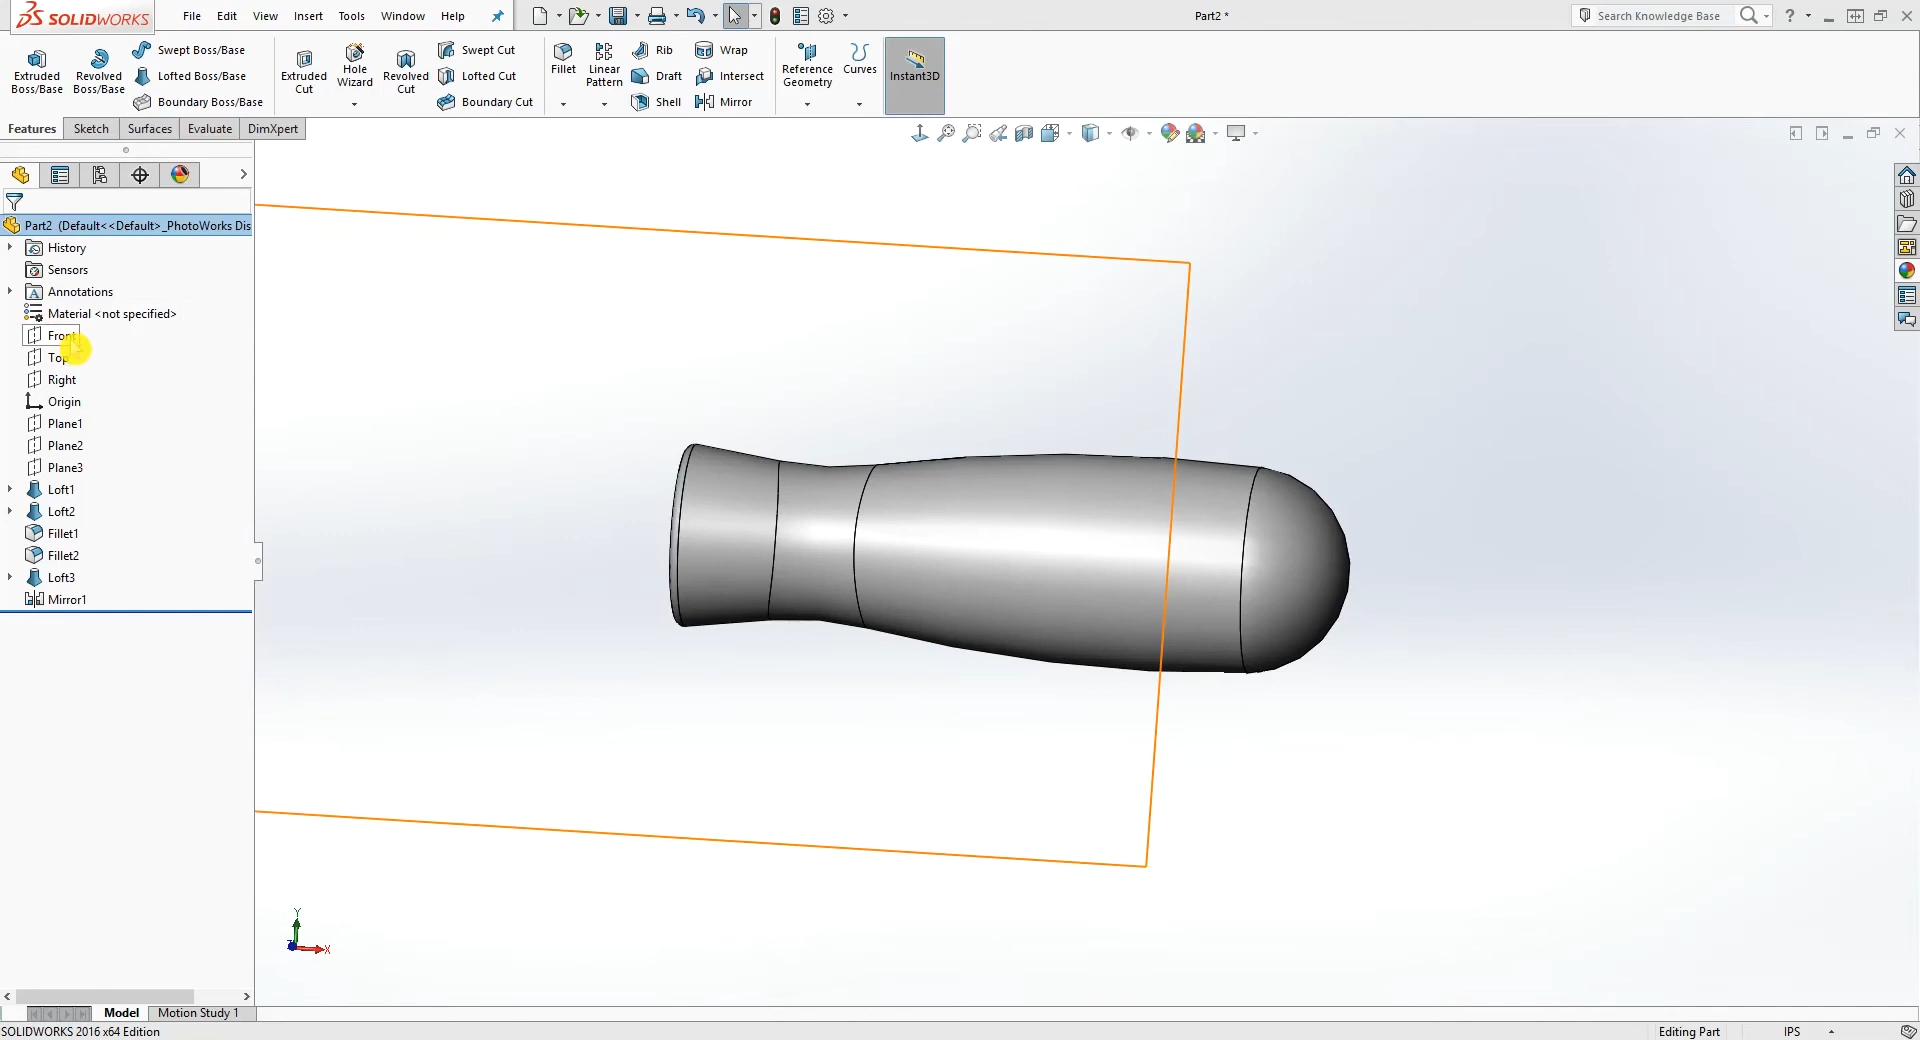 SOLIDWORKS
File Edit View Insert Tools Window Help
Part2 *
Search Knowledge Base
?
Extruded Boss/Base
Revolved Boss/Base
Swept Boss/Base
Lofted Boss/Base
Boundary Boss/Base
Extruded Cut
Hole Wizard
Revolved Cut
Swept Cut
Lofted Cut
Boundary Cut
Fillet
Linear Pattern
Rib
Draft
Shell
Wrap
Intersect
Mirror
Reference Geometry
Curves
Instant3D
Features Sketch Surfaces Evaluate DimXpert
Part2 (Default<<Default>_PhotoWorks Dis
History
Sensors
Annotations
Material <not specified>
Front
Top
Right
Origin
Plane1
Plane2
Plane3
Loft1
Loft2
Fillet1
Fillet2
Loft3
Mirror1
Y
X
Model Motion Study 1
SOLIDWORKS 2016 x64 Edition
Editing Part
IPS